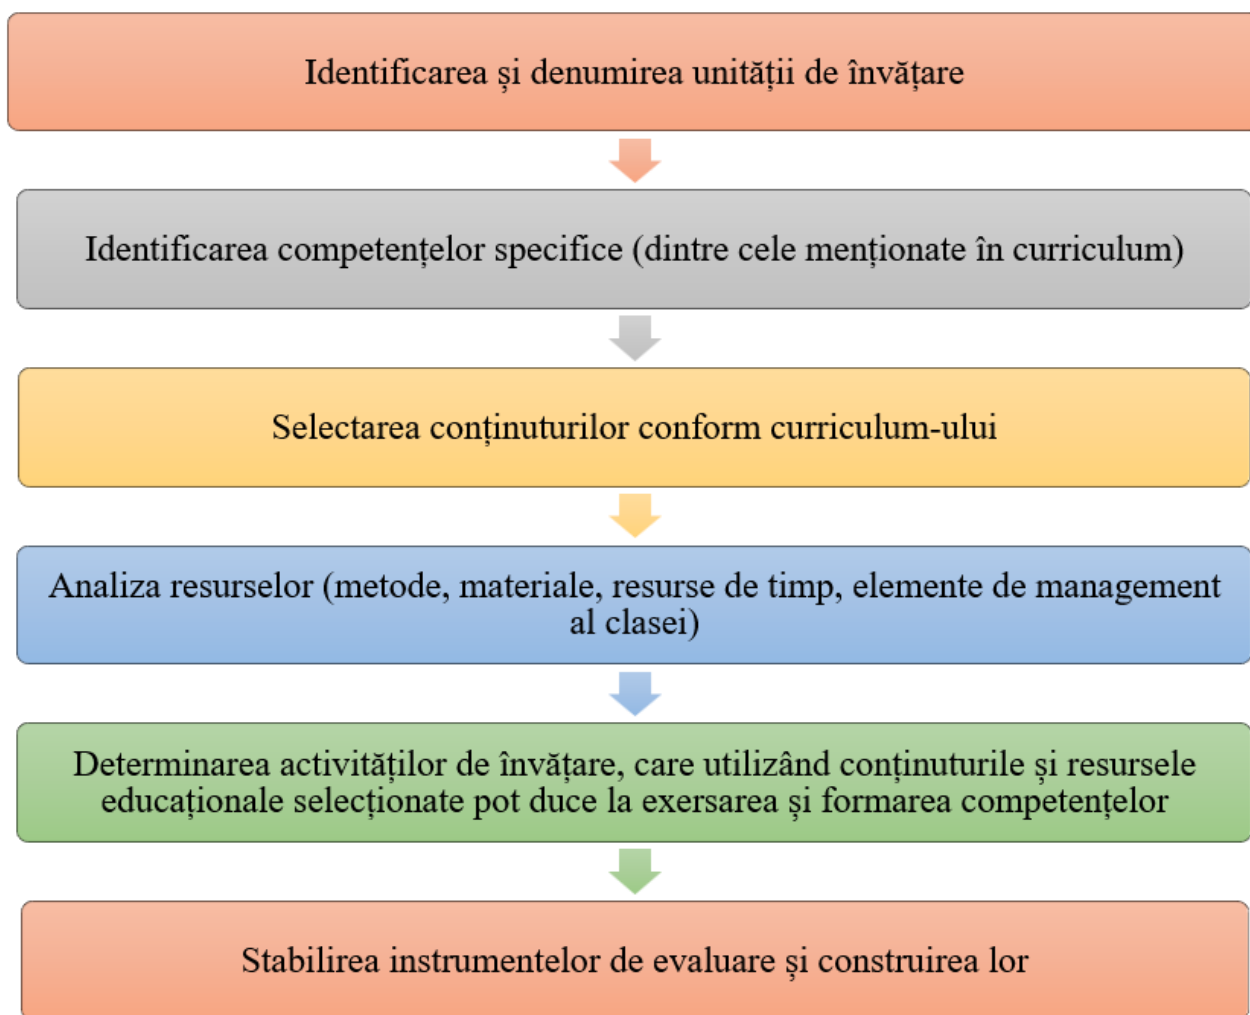 Identificarea și denumirea unității de învățare
Identificarea competențelor specifice (dintre cele menționate în curriculum)
Selectarea conținuturilor conform curriculum-ului
Analiza resurselor (metode, materiale, resurse de timp, elemente de management
al clasei)
Determinarea activităților de învățare, care utilizând conținuturile și resursele
educaționale selecționate pot duce la exersarea și formarea competențelor
Stabilirea instrumentelor de evaluare și construirea lor